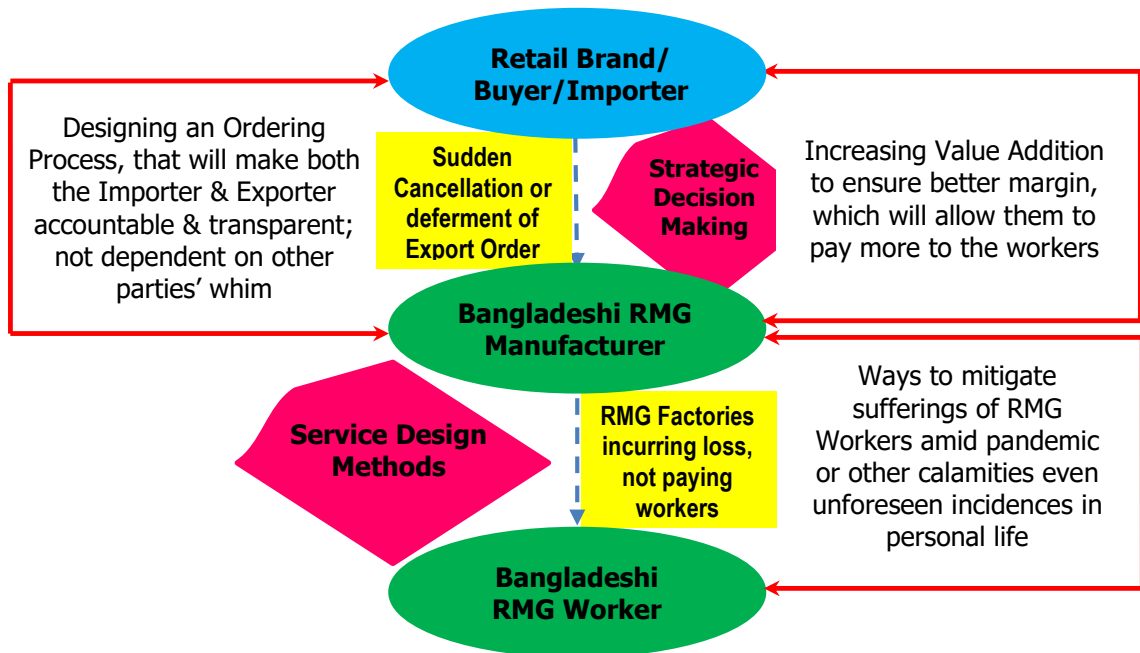 Retail Brand/
Buyer/Importer
Designing an Ordering
Process, that will make both
the Importer & Exporter
accountable & transparent;
not dependent on other
parties’ whim
Sudden
Cancellation or
deferment of
Export Order
Strategic
Decision
Making
Increasing Value Addition
to ensure better margin,
which will allow them to
pay more to the workers
Bangladeshi RMG
Manufacturer
Service Design
Methods
RMG Factories
incurring loss,
not paying
workers
Ways to mitigate
sufferings of RMG
Workers amid pandemic
or other calamities even
unforeseen incidences in
personal life
Bangladeshi
RMG Worker